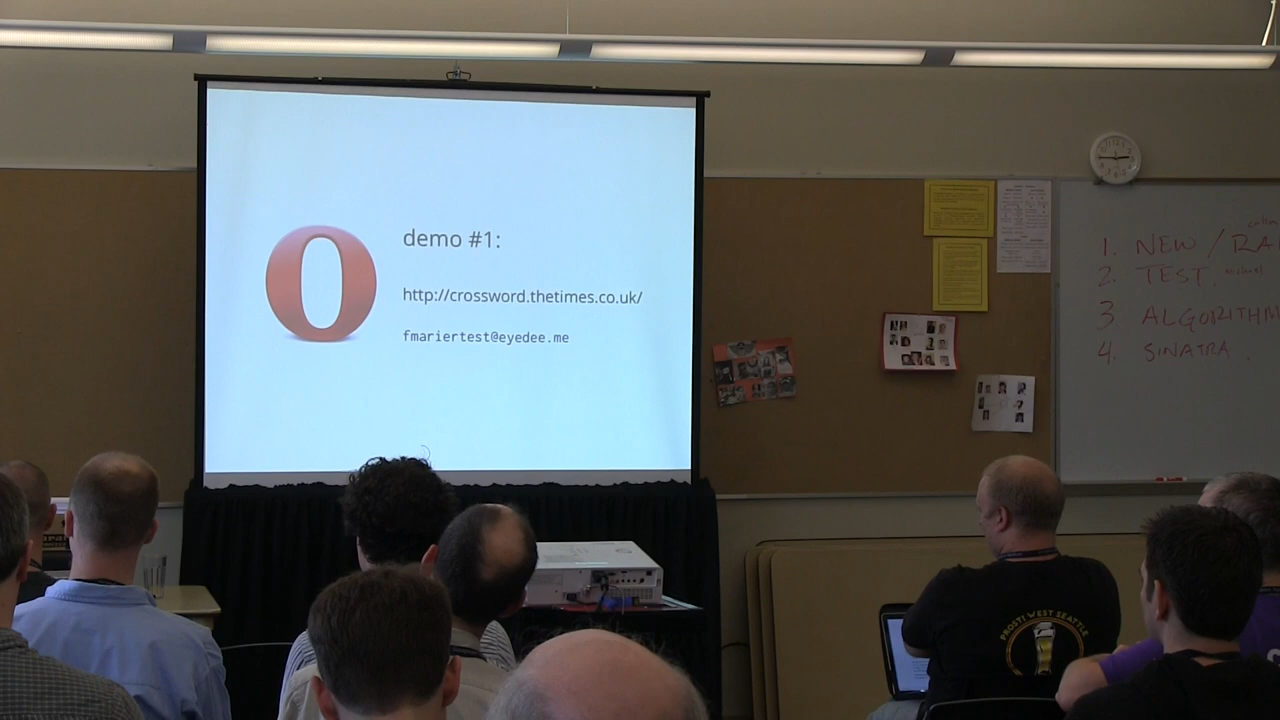 demo #1:
http://crossword.thetimes.co.uk/
fmariertest@eyedee.me
1. NEW / RA
2. TEST. michael
3 ALGORITHM
4. SINATRA.
PROST! WEST SEATTLE